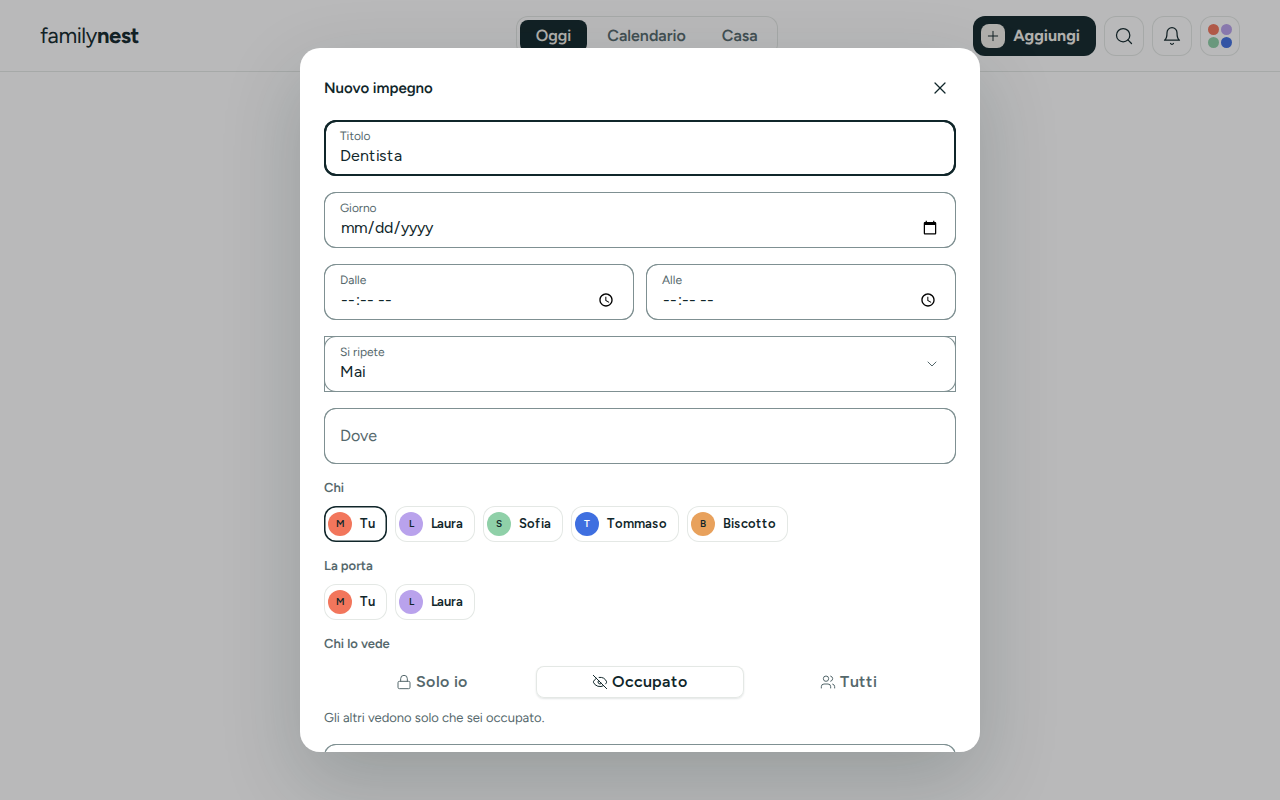 familynest
Oggi
Calendario
Casa
Aggiungi
Nuovo impegno
Titolo
Dentista
Giorno
mm/dd/yyyy
Dalle
Alle
--:-- --
--:-- --
Si ripete
Mai
Dove
Chi
M Tu
L Laura
S Sofia
T Tommaso
B Biscotto
La porta
M Tu
L Laura
Chi lo vede
Solo io
Occupato
Tutti
Gli altri vedono solo che sei occupato.